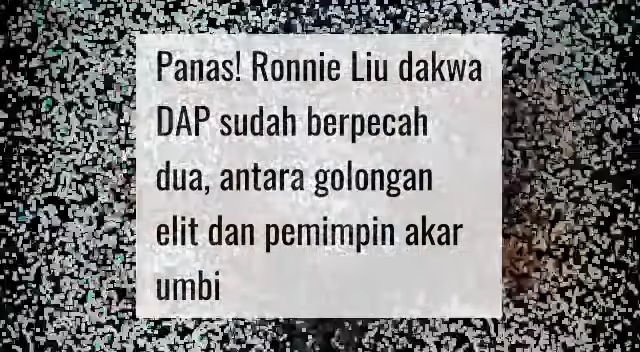 Panas! Ronnie Liu dakwa
DAP sudah berpecah
dua, antara golongan
elit dan pemimpin akar
umbi